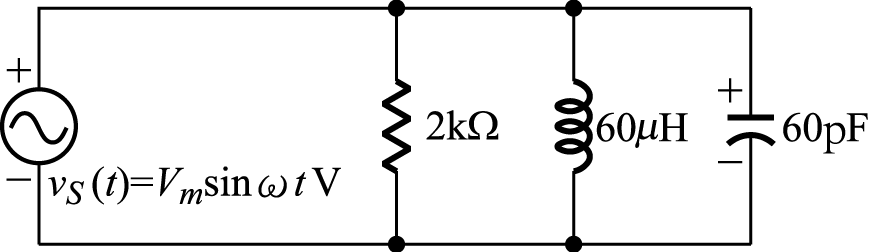 +
+
2kΩ
60μH
60pF
−
−
v_S(t)=V_m sin ω t V